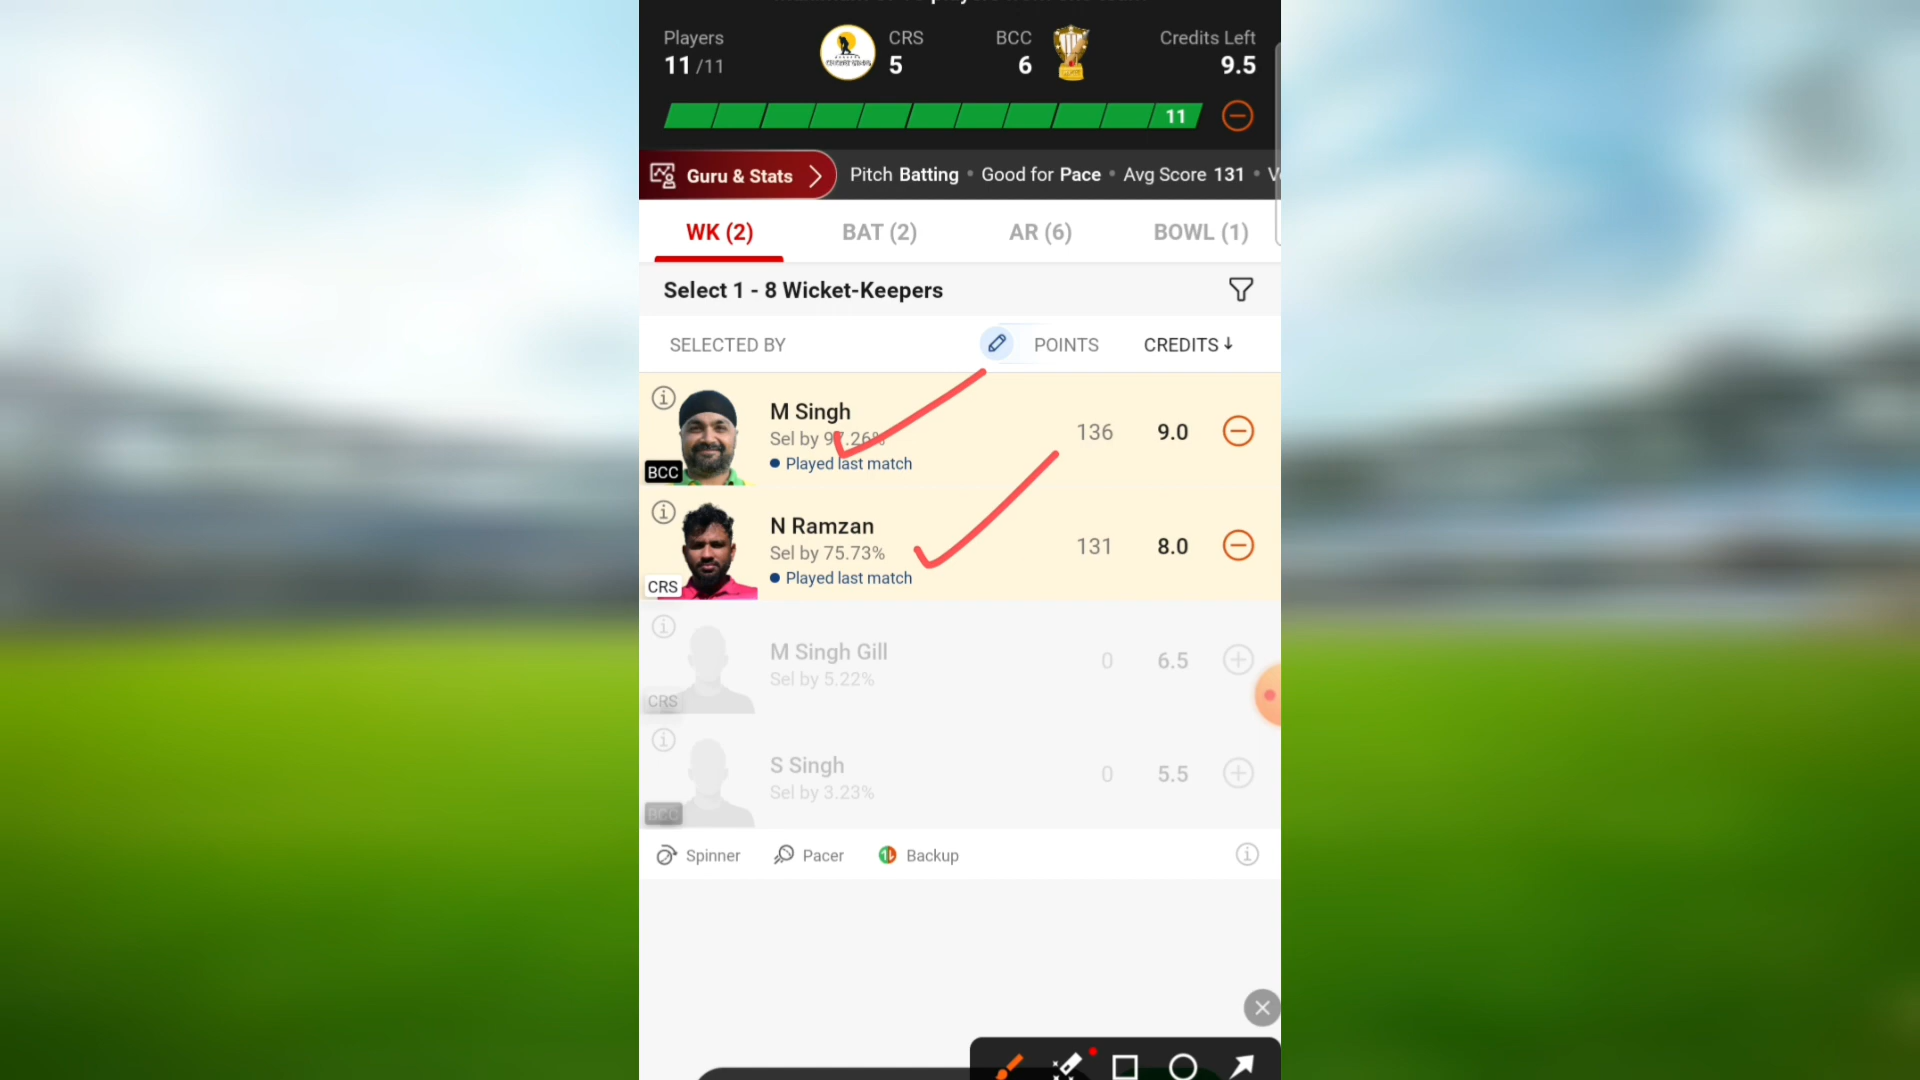 Players
11 /11
CRS
5
BCC
6
Credits Left
9.5
11
Guru & Stats
Pitch Batting • Good for Pace • Avg Score 131 •
WK (2)
BAT (2)
AR (6)
BOWL (1)
Select 1 - 8 Wicket-Keepers
SELECTED BY
POINTS
CREDITS
M Singh
Sel by 97.26%
Played last match
BCC
136
9.0
N Ramzan
Sel by 75.73%
Played last match
CRS
131
8.0
M Singh Gill
Sel by 5.22%
CRS
0
6.5
S Singh
Sel by 3.23%
BCC
0
5.5
Spinner
Pacer
Backup